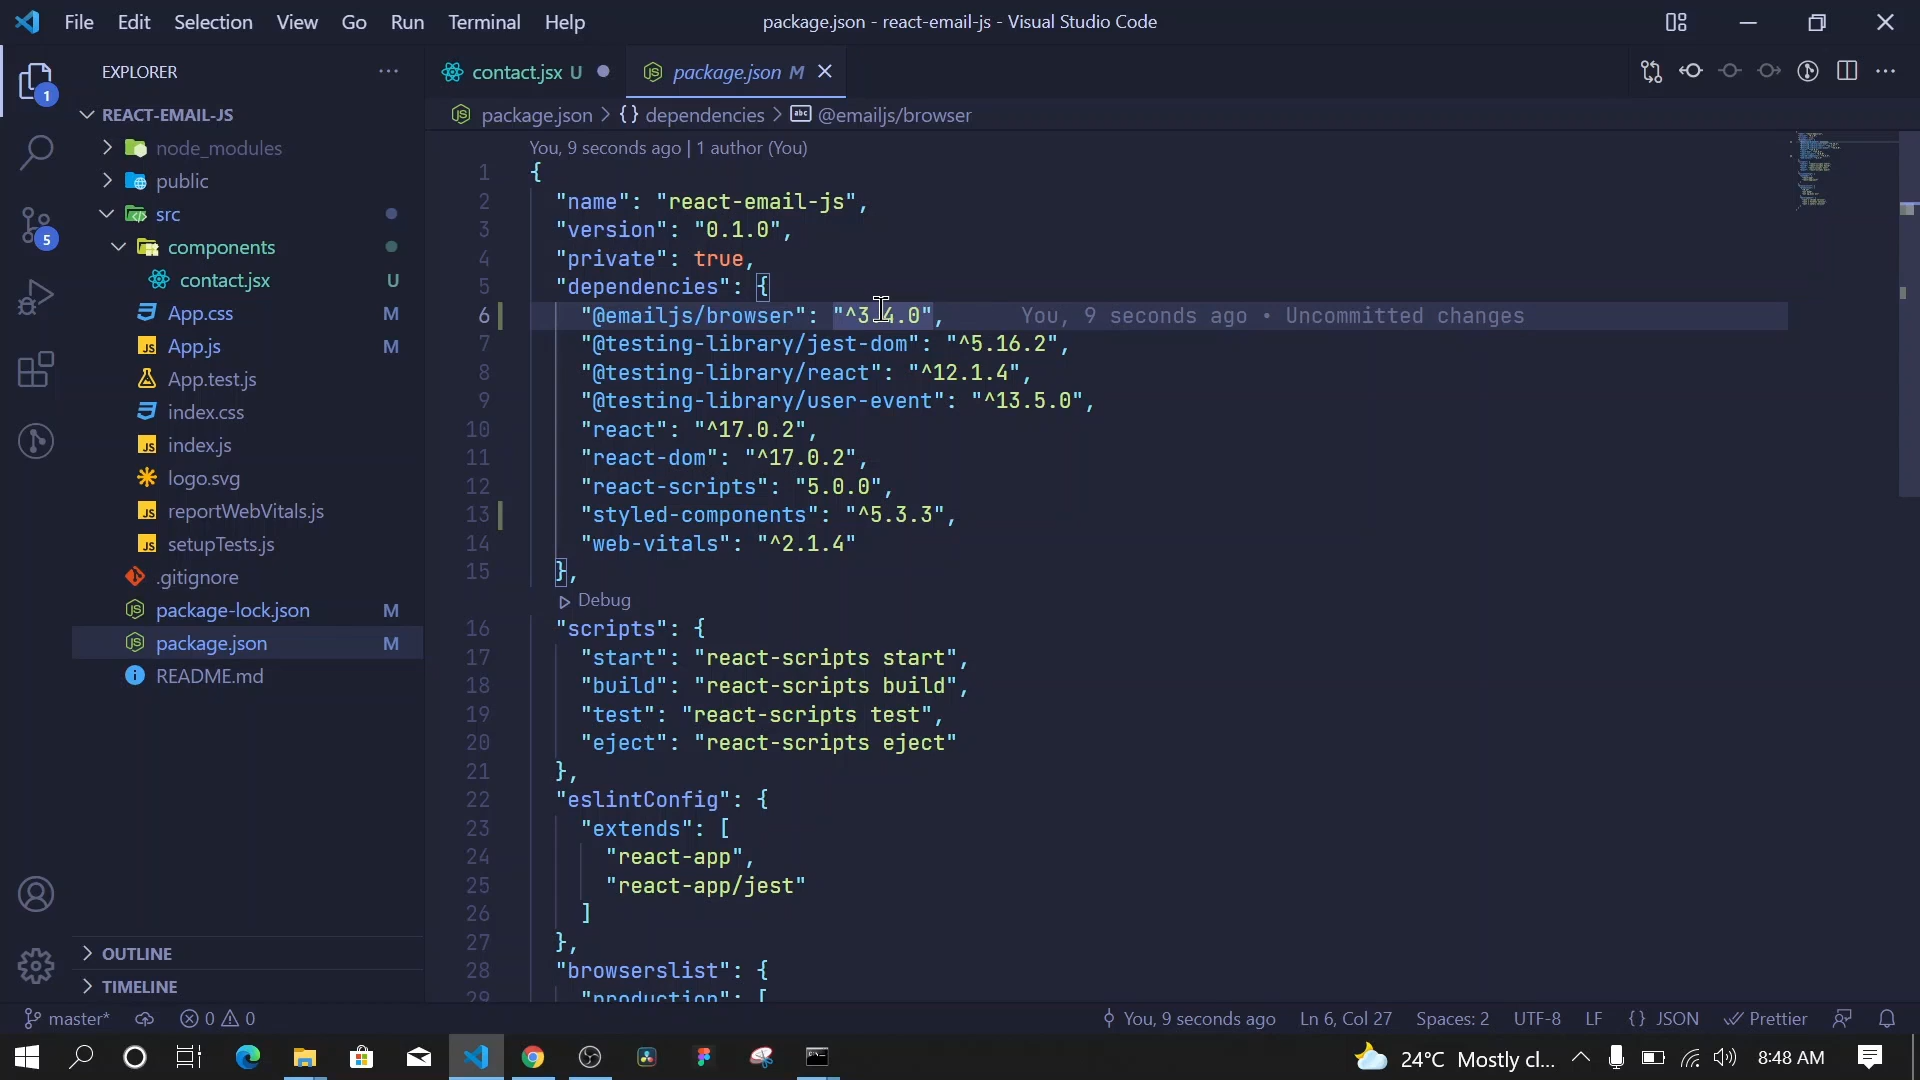 File Edit Selection View Go Run Terminal Help
package.json - react-email-js - Visual Studio Code
EXPLORER
contact.jsx U
package.json M
1
REACT-EMAIL-JS
node_modules
public
src
components
contact.jsx U
App.css M
App.js M
App.test.js
index.css
index.js
logo.svg
reportWebVitals.js
setupTests.js
.gitignore
package-lock.json M
package.json M
README.md
5
OUTLINE
TIMELINE
package.json > {} dependencies > abc @emailjs/browser
You, 9 seconds ago | 1 author (You)
1 {
2 "name": "react-email-js",
3 "version": "0.1.0",
4 "private": true,
5 "dependencies": {
6 "@emailjs/browser": "^3.4.0", You, 9 seconds ago • Uncommitted changes
7 "@testing-library/jest-dom": "^5.16.2",
8 "@testing-library/react": "^12.1.4",
9 "@testing-library/user-event": "^13.5.0",
10 "react": "^17.0.2",
11 "react-dom": "^17.0.2",
12 "react-scripts": "5.0.0",
13 "styled-components": "^5.3.3",
14 "web-vitals": "^2.1.4"
15 },
Debug
16 "scripts": {
17 "start": "react-scripts start",
18 "build": "react-scripts build",
19 "test": "react-scripts test",
20 "eject": "react-scripts eject"
21 },
22 "eslintConfig": {
23 "extends": [
24 "react-app",
25 "react-app/jest"
26 ]
27 },
28 "browserslist": {
29 "production": [
master* 0 0 You, 9 seconds ago Ln 6, Col 27 Spaces: 2 UTF-8 LF {} JSON Prettier
24°C Mostly cl... 8:48 AM